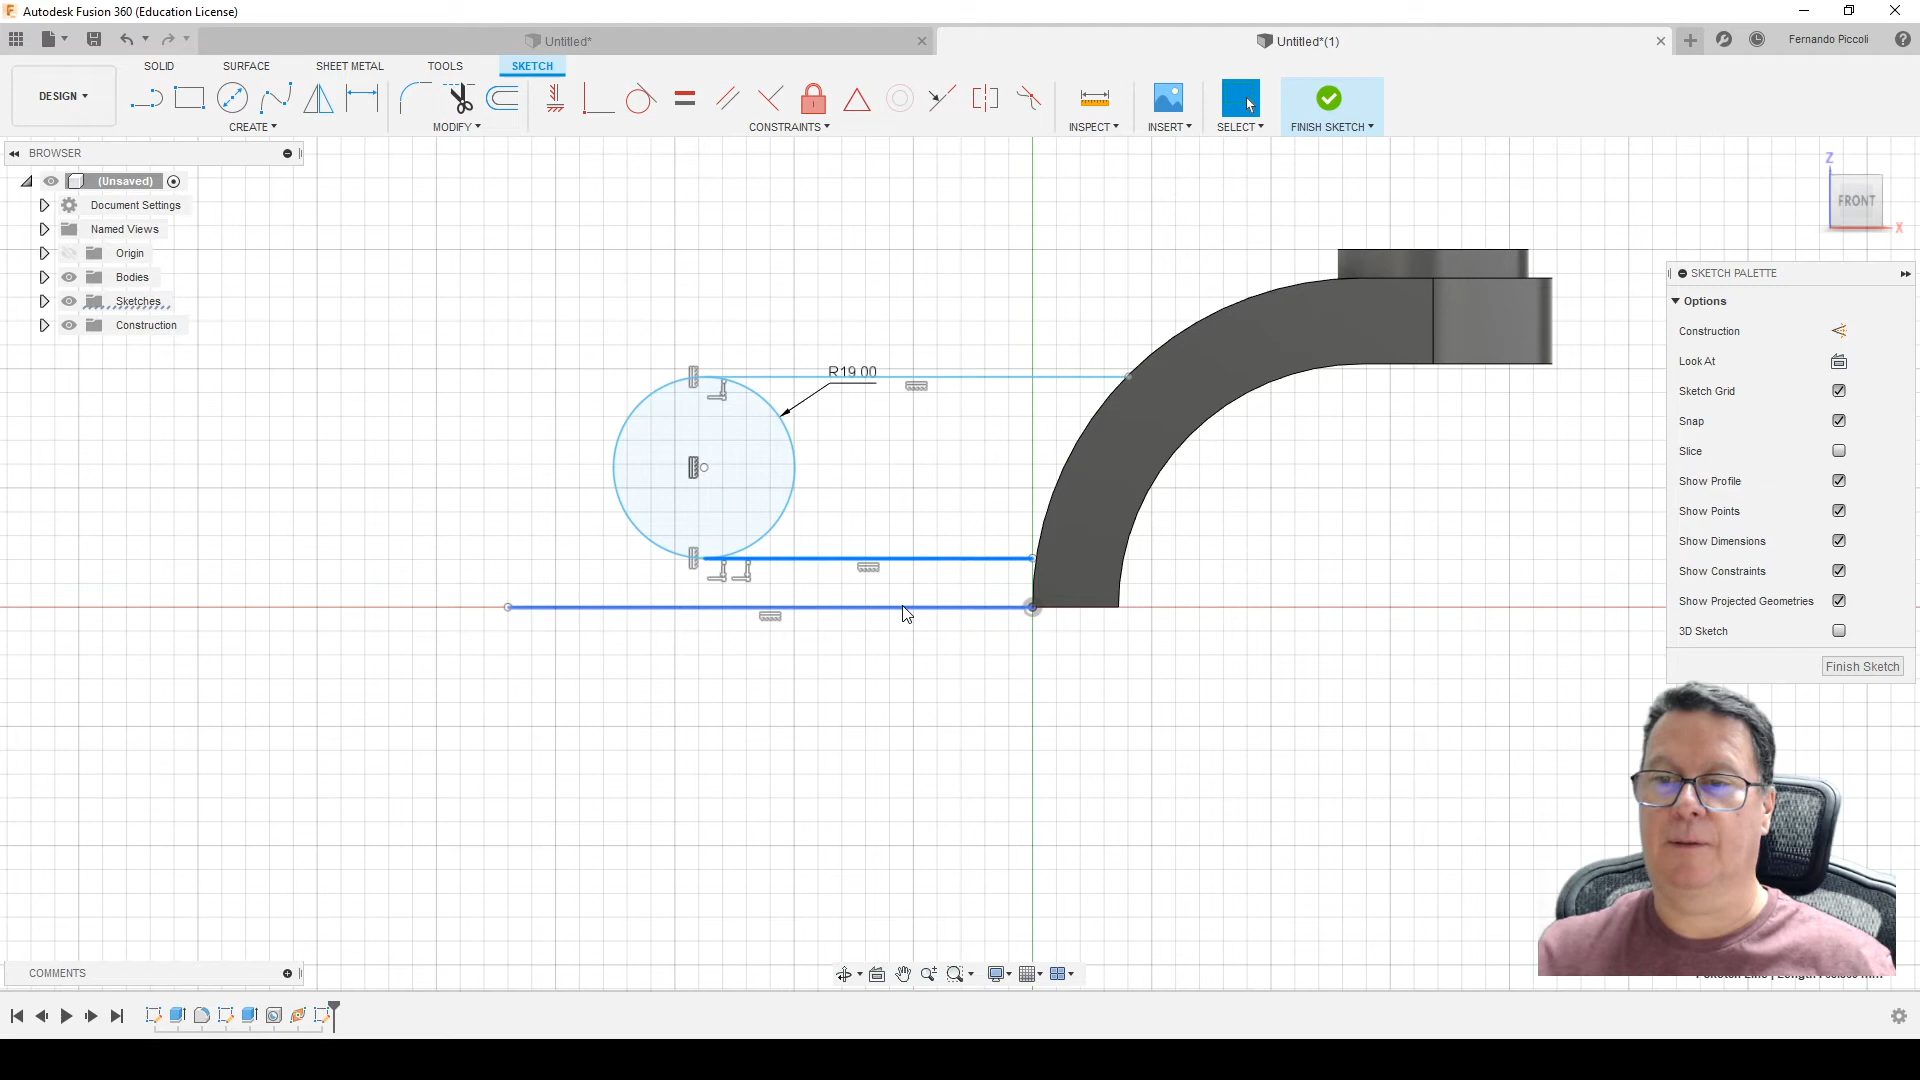 Autodesk Fusion 360 (Education License)
Untitled*
Untitled*(1)
Fernando Piccoli
DESIGN
SOLID
SURFACE
SHEET METAL
TOOLS
SKETCH
CREATE
MODIFY
CONSTRAINTS
INSPECT
INSERT
SELECT
FINISH SKETCH
BROWSER
(Unsaved)
Document Settings
Named Views
Origin
Bodies
Sketches
Construction
R19.00
Z
FRONT
X
SKETCH PALETTE
Options
Construction
Look At
Sketch Grid
Snap
Slice
Show Profile
Show Points
Show Dimensions
Show Constraints
Show Projected Geometries
3D Sketch
Finish Sketch
COMMENTS